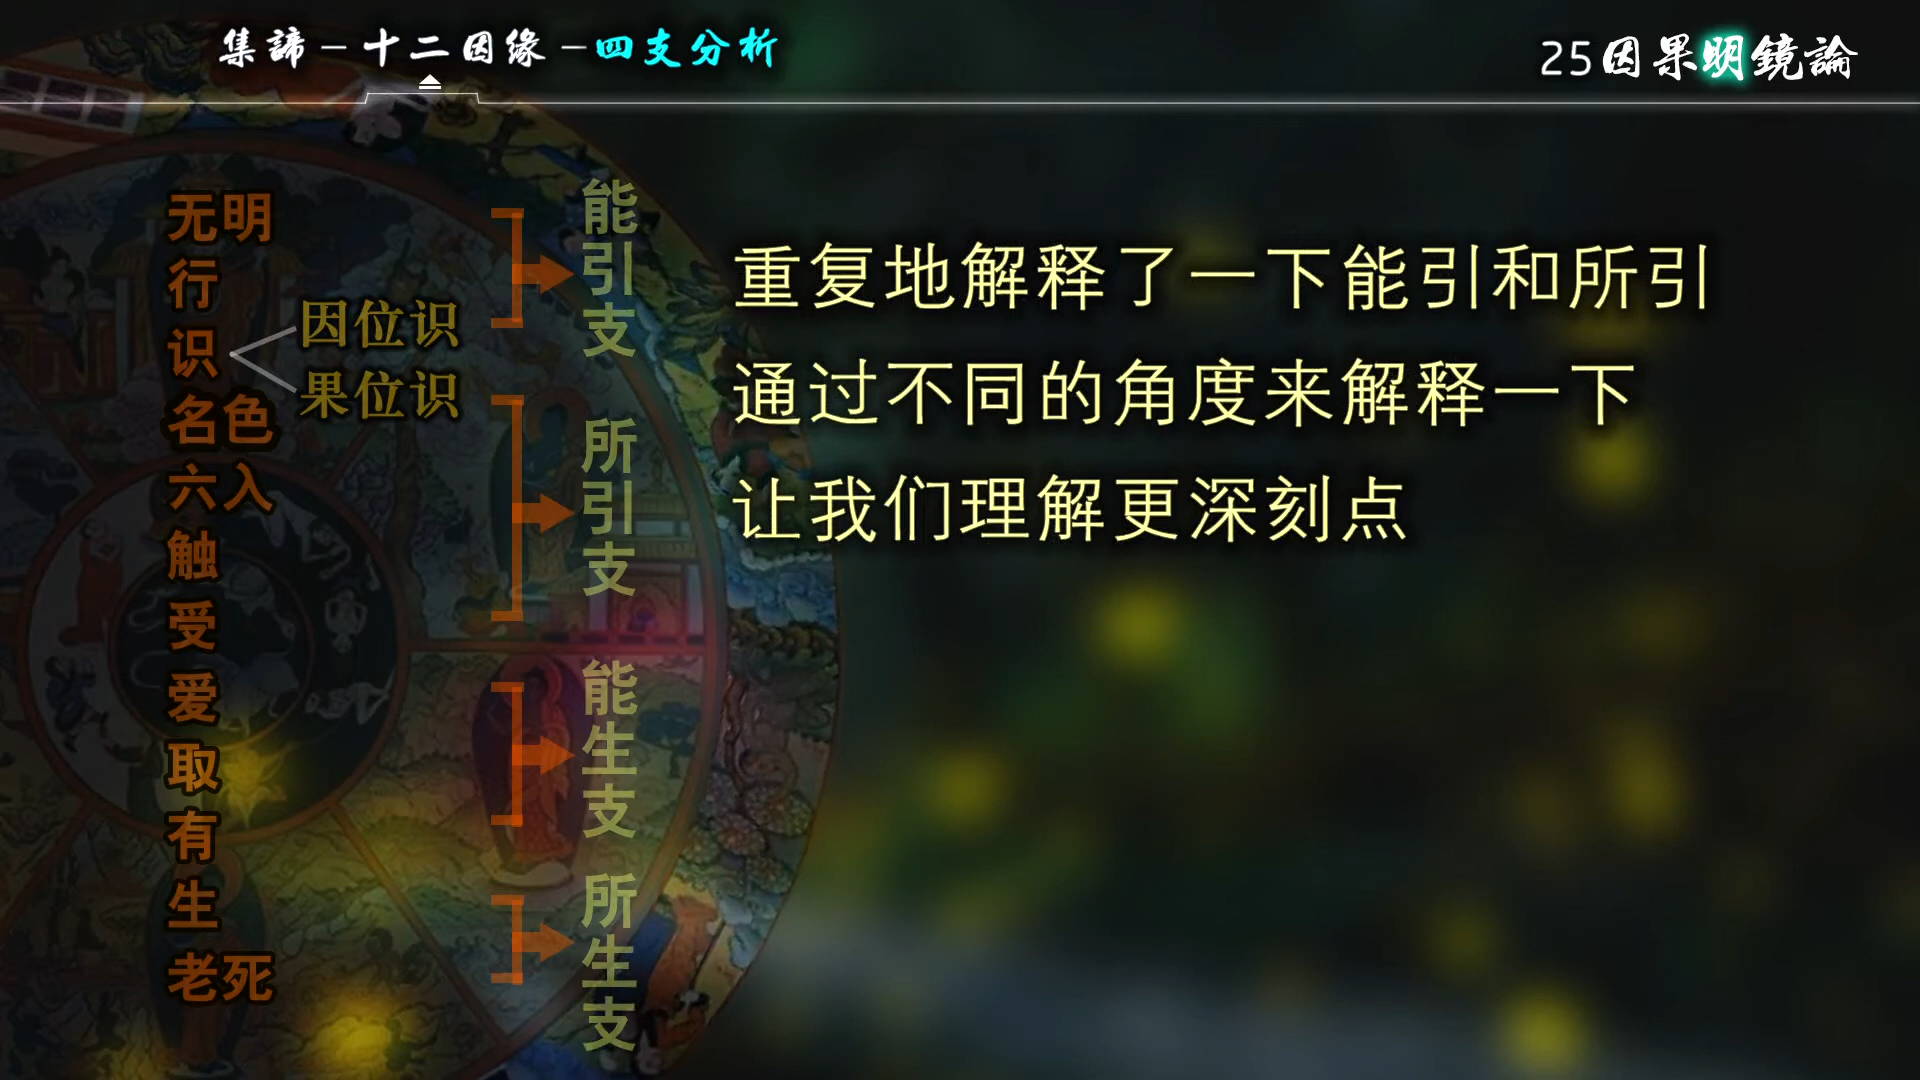 集諦－十二因缘－四支分析
25因果明鏡論
无明
行
识
因位识
果位识
名色
六入
触
受
爱
取
有
生
老死
能引支
所引支
能生支
所生支
重复地解释了一下能引和所引
通过不同的角度来解释一下
让我们理解更深刻点